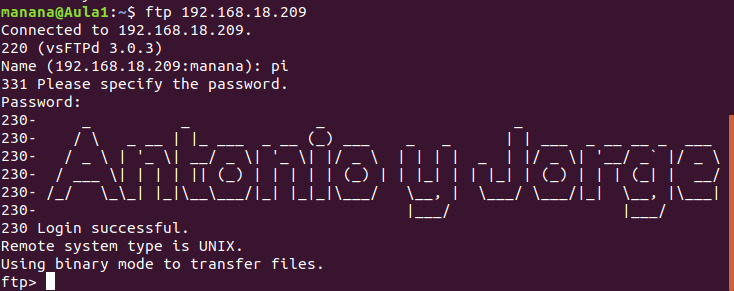 manana@Aula1:~$ ftp 192.168.18.209
Connected to 192.168.18.209.
220 (vsFTPd 3.0.3)
Name (192.168.18.209:manana): pi
331 Please specify the password.
Password:
230-
230-
230-
230-
230-
230-
Antonio y Jorge
230 Login successful.
Remote system type is UNIX.
Using binary mode to transfer files.
ftp>